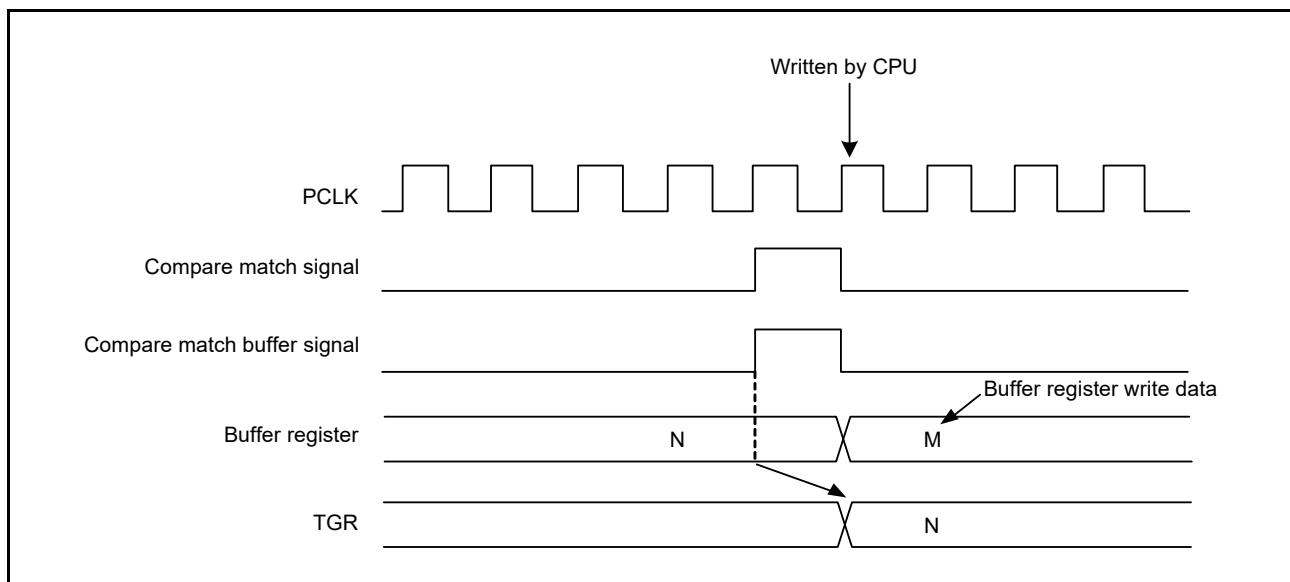 Written by CPU
PCLK
Compare match signal
Compare match buffer signal
Buffer register write data
Buffer register
N
M
TGR
N